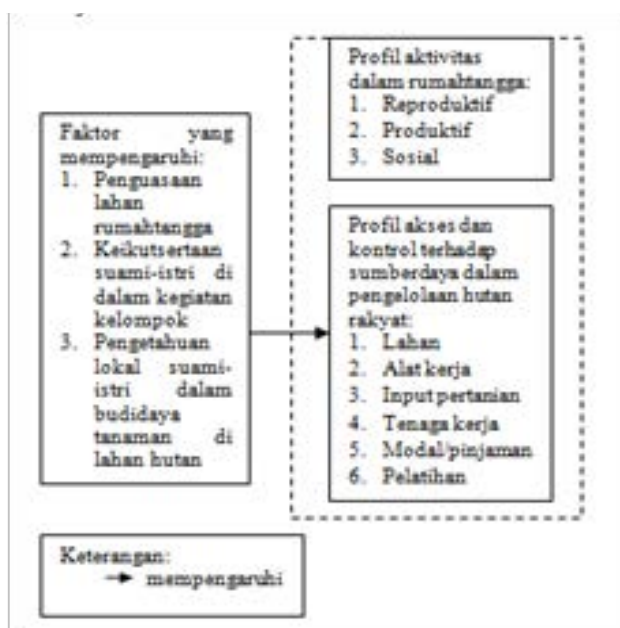 Faktor yang
mempengaruhi:
1. Penguasaan
lahan
rumahtangga
2. Keikutsertaan
suami-istri di
dalam kegiatan
kelompok
3. Pengetahuan
lokal suami-
istri dalam
budidaya
tanaman di
lahan hutan
Profil aktivitas
dalam rumahtangga:
1. Reproduktif
2. Produktif
3. Sosial
Profil akses dan
kontrol terhadap
sumberdaya dalam
pengelolaan hutan
rakyat:
1. Lahan
2. Alat kerja
3. Input pertanian
4. Tenaga kerja
5. Modal/pinjaman
6. Pelatihan
Keterangan:
→ mempengaruhi